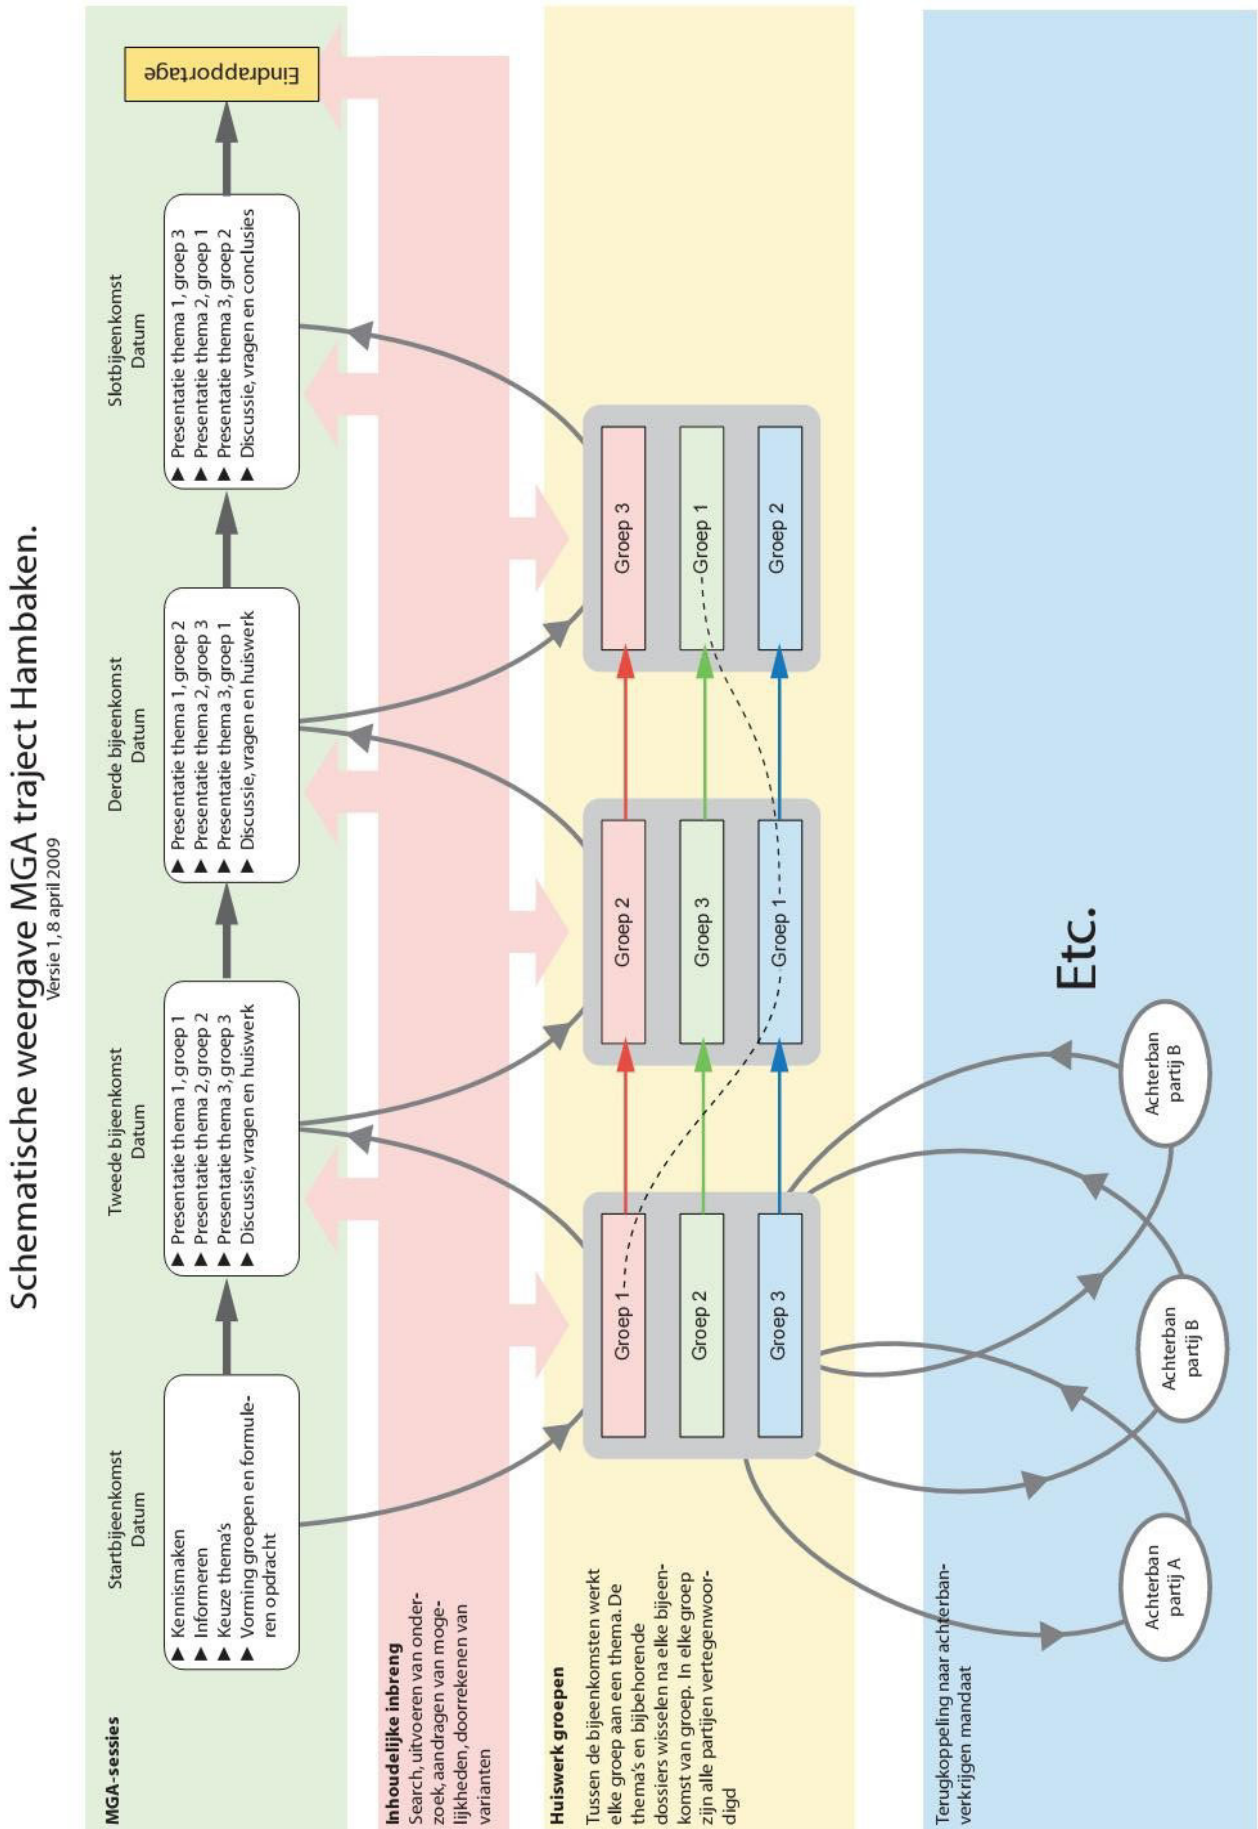 Schematische weergave MGA traject Hambaken.
Versie 1, 8 april 2009
MGA-sessies
Startbijeenkomst
Datum
▶ Kennismaken
▶ Informeren
▶ Keuze thema's
▶ Vorming groepen en formule-
ren opdracht
Tweede bijeenkomst
Datum
▶ Presentatie thema 1, groep 1
▶ Presentatie thema 2, groep 2
▶ Presentatie thema 3, groep 3
▶ Discussie, vragen en huiswerk
Derde bijeenkomst
Datum
▶ Presentatie thema 1, groep 2
▶ Presentatie thema 2, groep 3
▶ Presentatie thema 3, groep 1
▶ Discussie, vragen en huiswerk
Slotbijeenkomst
Datum
▶ Presentatie thema 1, groep 3
▶ Presentatie thema 2, groep 1
▶ Presentatie thema 3, groep 2
▶ Discussie, vragen en conclusies
Eindrapportage
Inhoudelijke inbreng
Search, uitvoeren van onder-
zoek, aandragen van moge-
lijkheden, doorrekenen van
varianten
Huiswerk groepen
Tussen de bijeenkomsten werkt
elke groep aan een thema. De
thema's en bijbehorende
dossiers wisselen na elke bijeen-
komst van groep. In elke groep
zijn alle partijen vertegenwoor-
digd
Groep 1
Groep 2
Groep 3
Groep 2
Groep 3
Groep 1
Groep 3
Groep 1
Groep 2
Terugkoppeling naar achterban-
verkrijgen mandaat
Achterban
partij A
Achterban
partij B
Achterban
partij B
Etc.